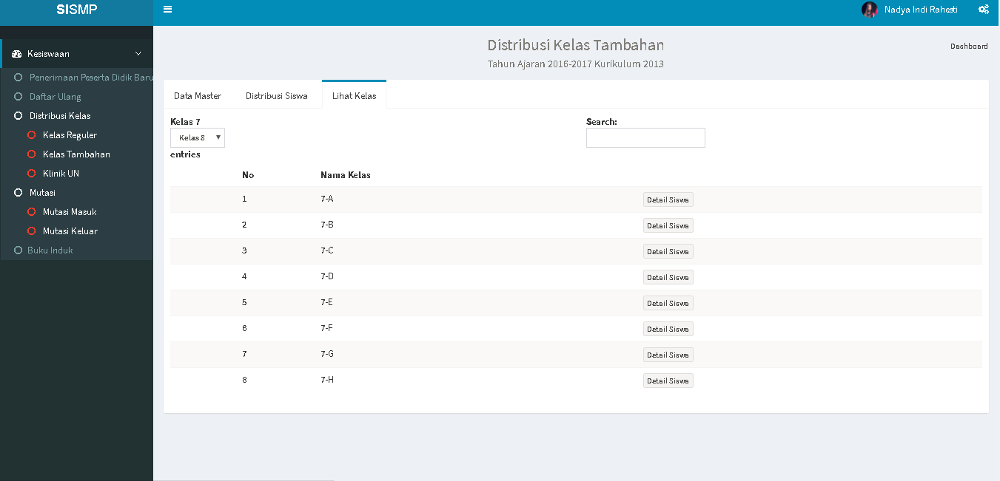 SISMP
Nadya Indi Rahesti
Kesiswaan
Penerimaan Peserta Didik Baru
Daftar Ulang
Distribusi Kelas
Kelas Reguler
Kelas Tambahan
Klinik UN
Mutasi
Mutasi Masuk
Mutasi Keluar
Buku Induk
Distribusi Kelas Tambahan
Tahun Ajaran 2016-2017 Kurikulum 2013
Dashboard
Data Master Distribusi Siswa Lihat Kelas
Kelas 7 Search:
Kelas 8
entries
No Nama Kelas
1 7-A Detail Siswa
2 7-B Detail Siswa
3 7-C Detail Siswa
4 7-D Detail Siswa
5 7-E Detail Siswa
6 7-F Detail Siswa
7 7-G Detail Siswa
8 7-H Detail Siswa